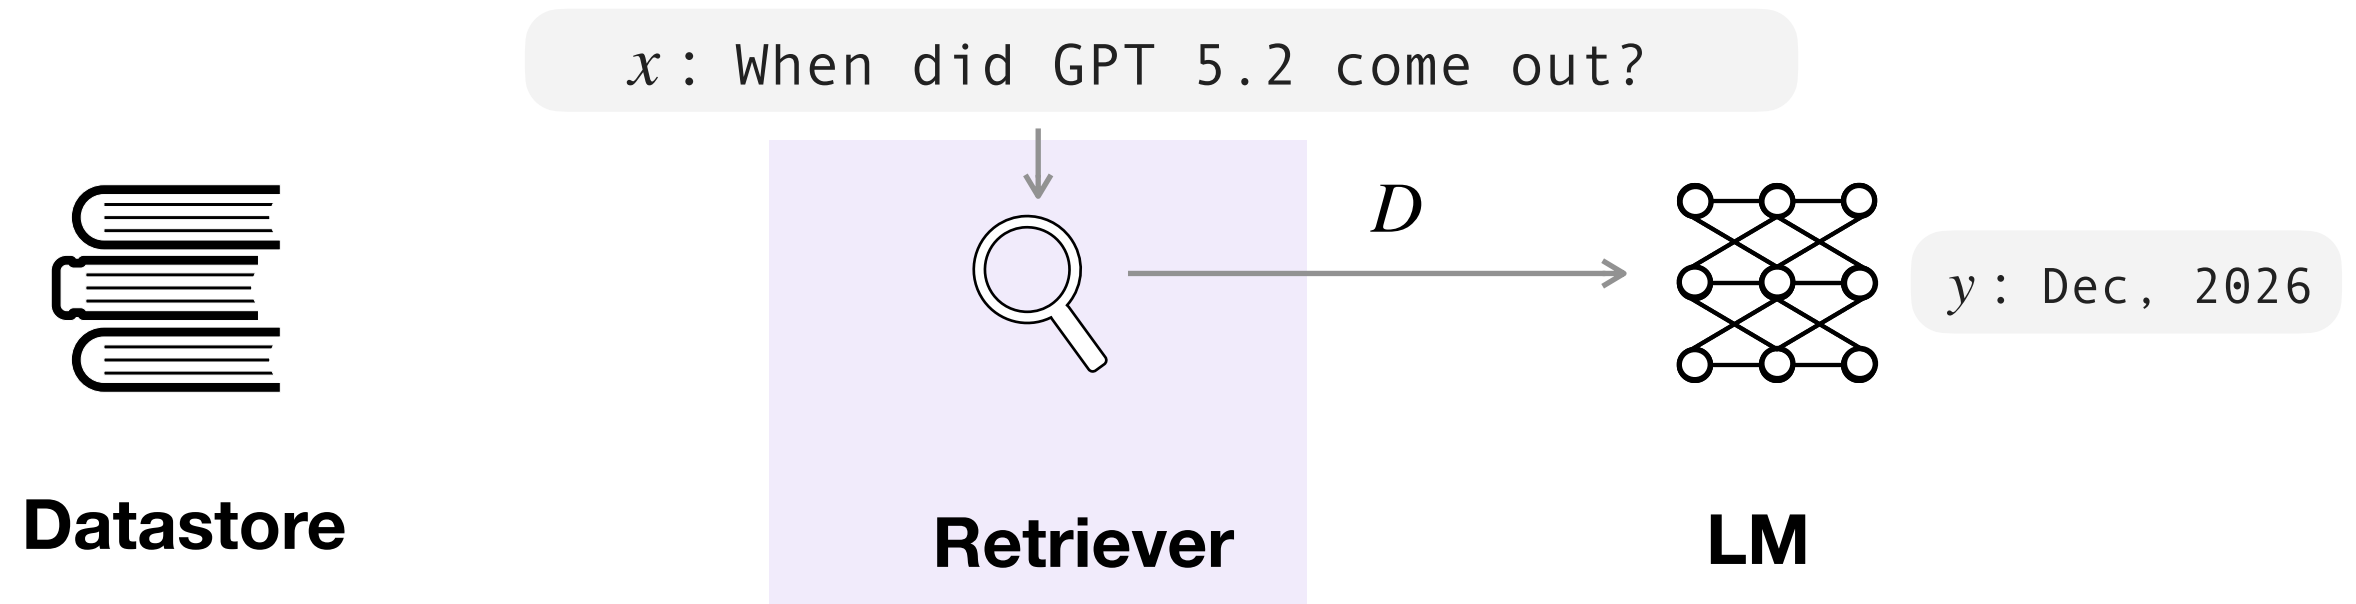 x: When did GPT 5.2 come out?
D
y: Dec, 2026
Datastore
Retriever
LM